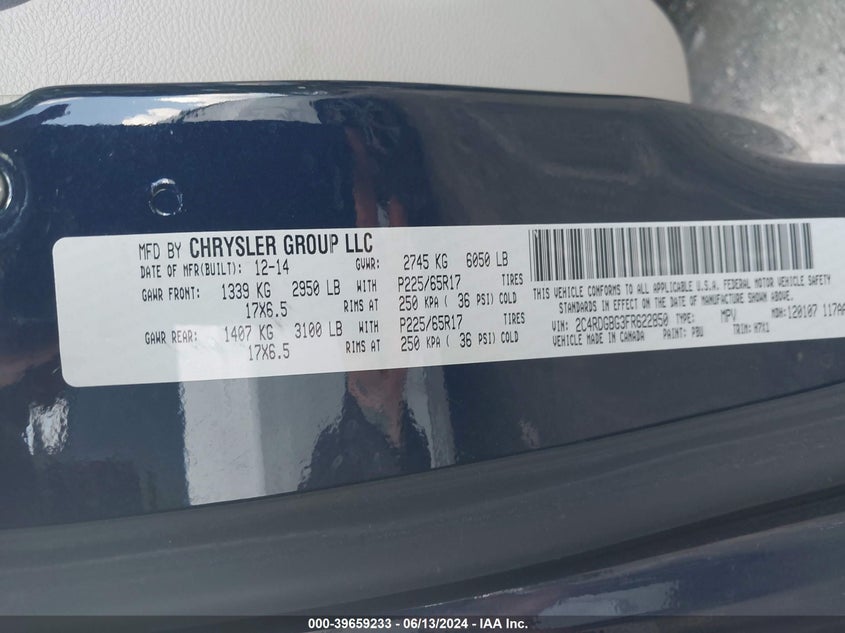 MFD BY CHRYSLER GROUP LLC
DATE OF MFR(BUILT): 12-14 GVWR: 2745 KG 6050 LB
GAWR FRONT: 1339 KG 2950 LB WITH P225/65R17 TIRES
17X6.5 RIMS AT 250 KPA ( 36 PSI) COLD
GAWR REAR: 1407 KG 3100 LB WITH P225/65R17 TIRES
17X6.5 RIMS AT 250 KPA ( 36 PSI) COLD
THIS VEHICLE CONFORMS TO ALL APPLICABLE U.S.A. FEDERAL MOTOR VEHICLE SAFETY
STANDARDS IN EFFECT ON THE DATE OF MANUFACTURE SHOWN ABOVE.
VIN: 2C4RDGBG3FR622850 TYPE: MPV MDH: 120107 117AA
VEHICLE MADE IN CANADA PAINT: PBU TRIM: H7X1
000-39659233 - 06/13/2024 - IAA Inc.